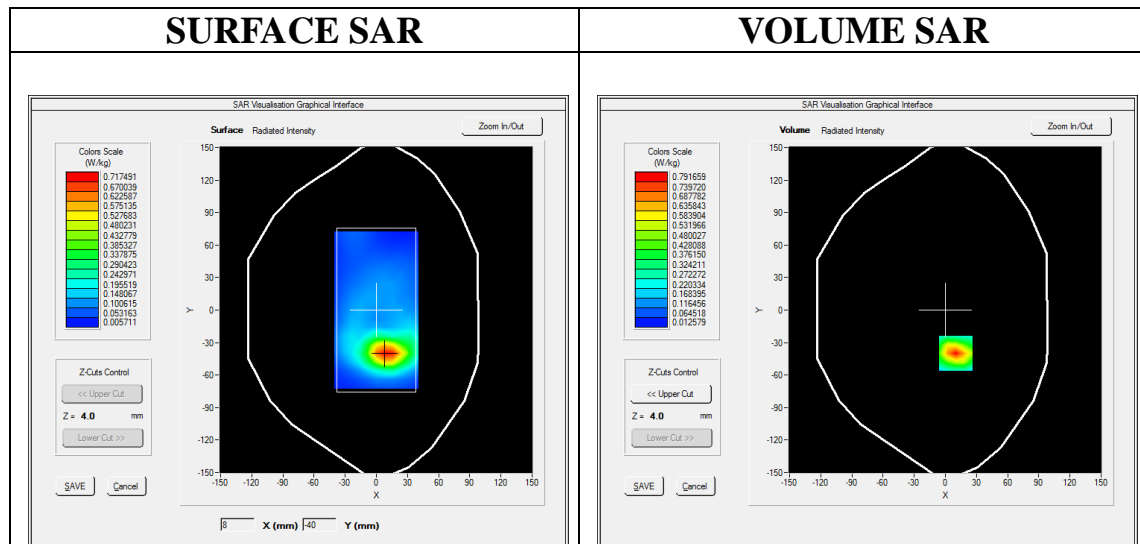 SURFACE SAR
VOLUME SAR
SAR Visualisation Graphical Interface
Surface Radiated Intensity
Zoom In/Out
Colors Scale
(W/kg)
0.717491
0.670039
0.622587
0.575135
0.527683
0.480231
0.432779
0.385327
0.337875
0.290423
0.242971
0.195519
0.148067
0.100615
0.053163
0.005711
Z-Cuts Control
<< Upper Cut
Z = 4.0 mm
Lower Cut >>
SAVE Cancel
150
120
90
60
30
0
-30
-60
-90
-120
-150
Y
-150 -120 -90 -60 -30 0 30 60 90 120 150
X
8 X (mm) -40 Y (mm)
SAR Visualisation Graphical Interface
Volume Radiated Intensity
Zoom In/Out
Colors Scale
(W/kg)
0.791659
0.739720
0.687782
0.635843
0.583904
0.531966
0.480027
0.428088
0.376150
0.324211
0.272272
0.220334
0.168395
0.116456
0.064518
0.012579
Z-Cuts Control
<< Upper Cut
Z = 4.0 mm
Lower Cut >>
SAVE Cancel
150
120
90
60
30
0
-30
-60
-90
-120
-150
Y
-150 -120 -90 -60 -30 0 30 60 90 120 150
X